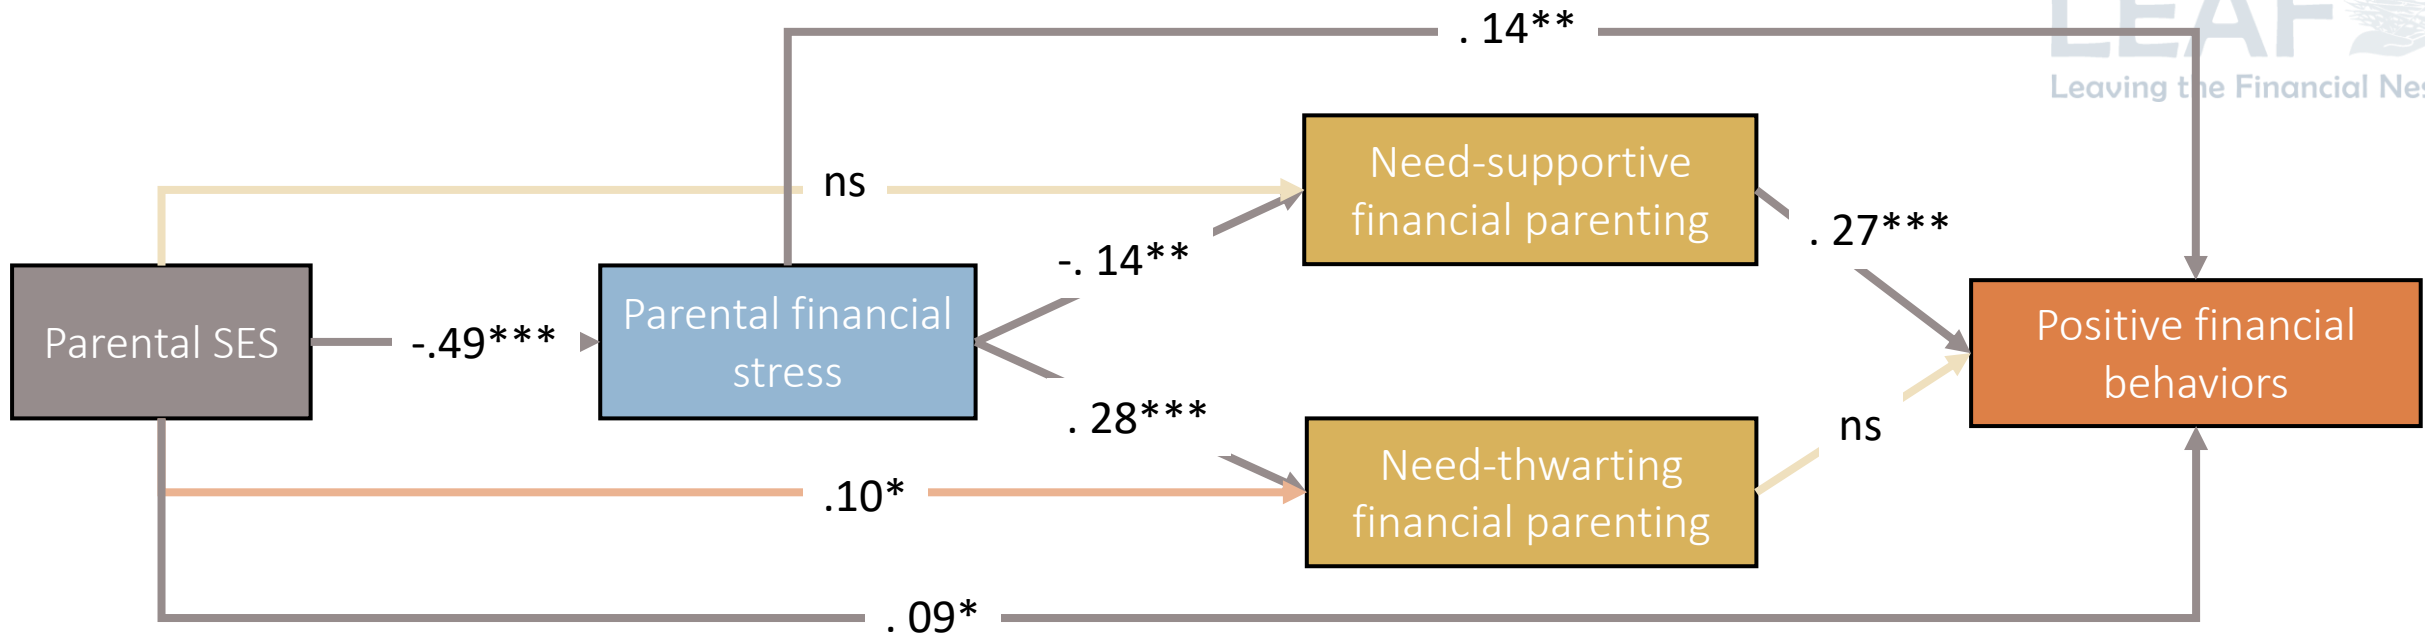 LEAF
Leaving the Financial Nes
. 14**
ns
Need-supportive
financial parenting
. 27***
-. 14**
Parental SES
-.49***
Parental financial
stress
Positive financial
behaviors
. 28***
ns
Need-thwarting
financial parenting
.10*
. 09*